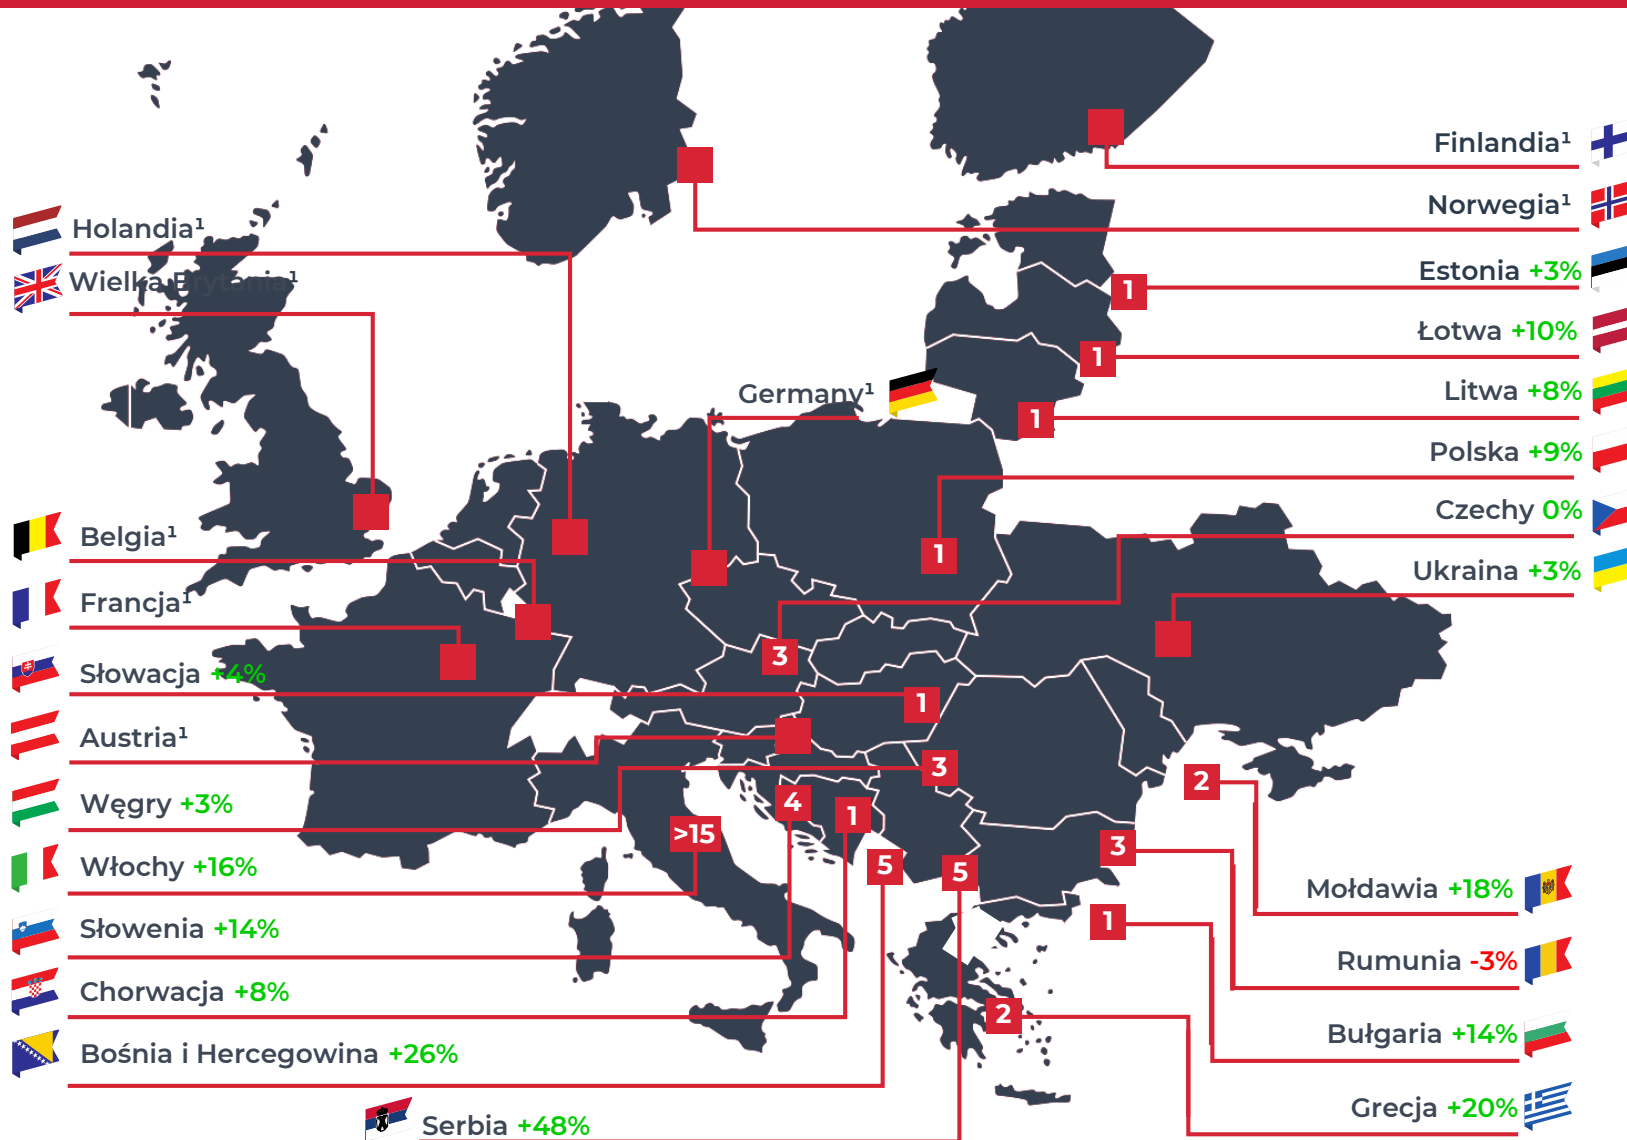 Finlandia¹
Norwegia¹
Holandia¹
Wielka Brytania¹
Estonia +3%
1
Łotwa +10%
1
Germany¹
Litwa +8%
1
Polska +9%
Czechy 0%
Belgia¹
1
Ukraina +3%
Francja¹
3
Słowacja +4%
1
Austria¹
3
2
Węgry +3%
4
1
>15
3
Włochy +16%
5
5
Mołdawia +18%
1
Słowenia +14%
Rumunia -3%
Chorwacja +8%
2
Bułgaria +14%
Bośnia i Hercegowina +26%
Grecja +20%
Serbia +48%